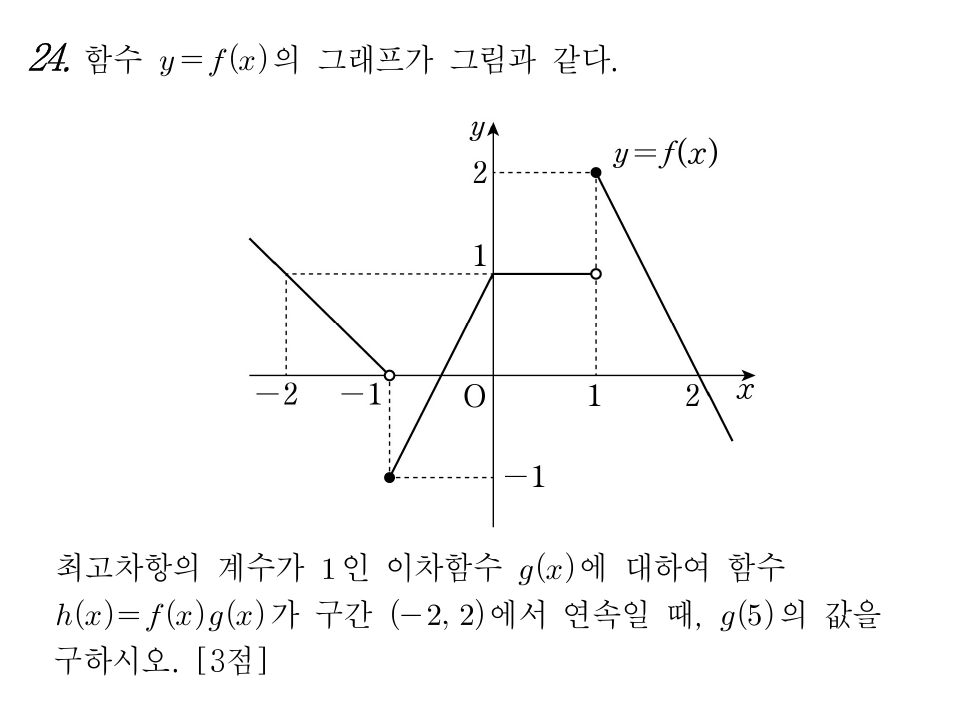 24. 함수 y=f(x)의 그래프가 그림과 같다.
y
2
y=f(x)
1
-2
-1
O
1
2
x
-1
최고차항의 계수가 1인 이차함수 g(x)에 대하여 함수
h(x)=f(x)g(x)가 구간 (-2, 2)에서 연속일 때, g(5)의 값을
구하시오. [3점]